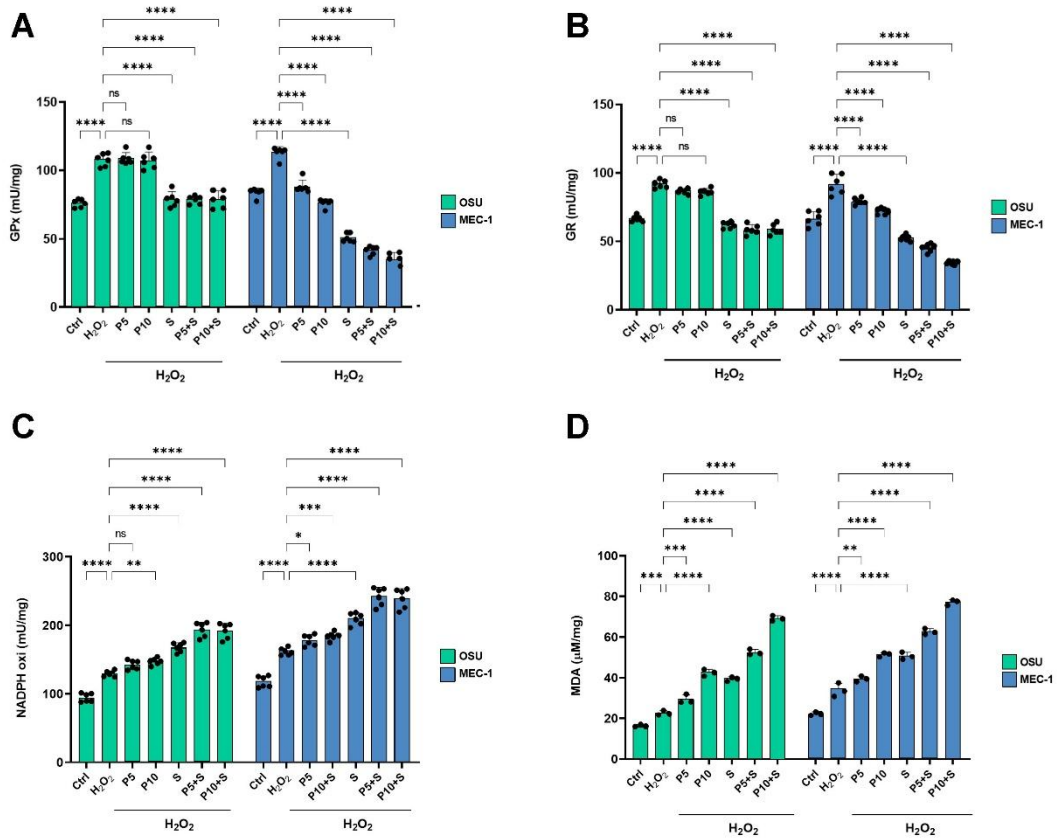 A
****
****
****
****
****
****
ns
****
****
ns
****
****
150
100
50
0
GPx (mU/mg)
Ctrl
H₂O₂
P5
P10
S
P5+S
P10+S
Ctrl
H₂O₂
P5
P10
S
P5+S
P10+S
H₂O₂
H₂O₂
OSU
MEC-1
B
****
****
****
****
****
****
ns
****
****
ns
****
****
150
100
50
0
GR (mU/mg)
Ctrl
H₂O₂
P5
P10
S
P5+S
P10+S
Ctrl
H₂O₂
P5
P10
S
P5+S
P10+S
H₂O₂
H₂O₂
OSU
MEC-1
C
****
****
****
****
****
***
ns
*
****
**
****
****
300
200
100
0
NADPH oxi (mU/mg)
Ctrl
H₂O₂
P5
P10
S
P5+S
P10+S
Ctrl
H₂O₂
P5
P10+S
S
P5+S
P10+S
H₂O₂
H₂O₂
OSU
MEC-1
D
****
****
****
****
****
****
***
**
***
****
****
****
100
80
60
40
20
0
MDA (μM/mg)
Ctrl
H₂O₂
P5
P10
S
P5+S
P10+S
Ctrl
H₂O₂
P5
P10
S
P5+S
P10+S
H₂O₂
H₂O₂
OSU
MEC-1